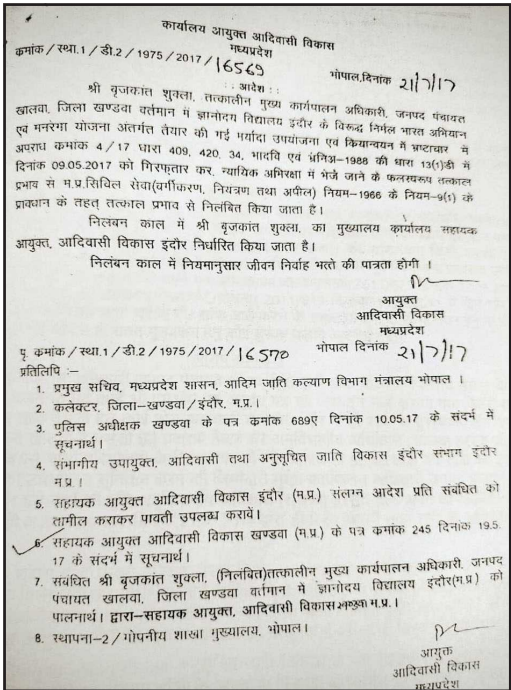 कार्यालय आयुक्त आदिवासी विकास
मध्यप्रदेश
कमांक / स्था.1 / डी.2 / 1975 / 2017 / 16569
भोपाल,दिनांक 21/7/17
:: आदेश ::
श्री बृजकांत शुक्ला, तत्कालीन मुख्य कार्यपालन अधिकारी, जनपद पंचायत
खालवा, जिला खण्डवा वर्तमान में ज्ञानोदय विद्यालय इंदौर के विरूद्ध निर्मल भारत अभियान
एवं मनरेगा योजना अंतर्गत तैयार की गई मर्यादा उपयोजना एवं क्रियान्वयन में भ्रष्टाचार में
अपराध कमांक 4/17 धारा 409, 420, 34, भादवि एवं भ्रनिअ-1988 की धारा 13(1)डी में
दिनांक 09.05.2017 को गिरफ्तार कर, न्यायिक अभिरक्षा में भेजे जाने के फलस्वरूप तत्काल
प्रभाव से म.प्र.सिविल सेवा(वर्गीकरण, नियंत्रण तथा अपील) नियम-1966 के नियम-9(1) के
प्रावधान के तहत् तत्काल प्रभाव से निलंबित किया जाता है।
निलंबन काल में श्री बृजकांत शुक्ला, का मुख्यालय कार्यालय सहायक
आयुक्त, आदिवासी विकास इंदौर निर्धारित किया जाता है।
निलंबन काल में नियमानुसार जीवन निर्वाह भत्ते की पात्रता होगी ।
आयुक्त
आदिवासी विकास
मध्यप्रदेश
पृ. कमांक / स्था.1 / डी.2 / 1975 / 2017 / 16570
भोपाल दिनांक 21/7/17
प्रतिलिपि :–
1. प्रमुख सचिव, मध्यप्रदेश शासन, आदिम जाति कल्याण विभाग मंत्रालय भोपाल ।
2. कलेक्टर, जिला-खण्डवा / इंदौर, म.प्र. ।
3. पुलिस अधीक्षक खण्डवा के पत्र कमांक 689ए दिनांक 10.05.17 के संदर्भ में
सूचनार्थ।
4. संभागीय उपायुक्त, आदिवासी तथा अनुसूचित जाति विकास इंदौर संभाग इंदौर
म.प्र. ।
5. सहायक आयुक्त आदिवासी विकास इंदौर (म.प्र.) संलग्न आदेश प्रति संबंधित को
तामील कराकर पावती उपलब्ध करावें।
6. सहायक आयुक्त आदिवासी विकास खण्डवा (म.प्र.) के पत्र कमांक 245 दिनांक 19.5.
17 के संदर्भ में सूचनार्थ।
7. संबंधित श्री बृजकांत शुक्ला, (निलंबित)तत्कालीन मुख्य कार्यपालन अधिकारी, जनपद
पंचायत खालवा, जिला खण्डवा वर्तमान में ज्ञानोदय विद्यालय इंदौर(म.प्र.) को
पालनार्थ। द्वारा-सहायक आयुक्त, आदिवासी विकास म.प्र. ।
8. स्थापना-2 / गोपनीय शाखा मुख्यालय, भोपाल।
आयुक्त
आदिवासी विकास
मध्यप्रदेश